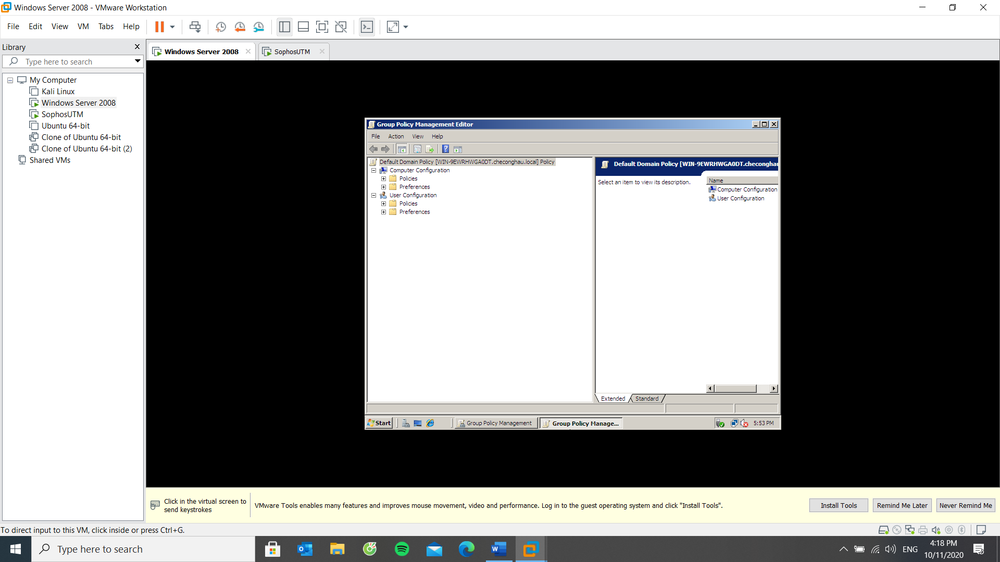 Windows Server 2008 - VMware Workstation
File Edit View VM Tabs Help
Library
Type here to search
My Computer
Kali Linux
Windows Server 2008
SophosUTM
Ubuntu 64-bit
Clone of Ubuntu 64-bit
Clone of Ubuntu 64-bit (2)
Shared VMs
Windows Server 2008
SophosUTM
Group Policy Management Editor
File Action View Help
Default Domain Policy [WIN-9EWRHWGA0DT.checonghau.local] Policy
Computer Configuration
Policies
Preferences
User Configuration
Policies
Preferences
Default Domain Policy [WIN-9EWRHWGA0DT.checonghau
Select an item to view its description.
Name
Computer Configuration
User Configuration
Extended Standard
Start
Group Policy Management
Group Policy Manage...
5:53 PM
Click in the virtual screen to
send keystrokes
VMware Tools enables many features and improves mouse movement, video and performance. Log in to the guest operating system and click "Install Tools".
Install Tools
Remind Me Later
Never Remind Me
To direct input to this VM, click inside or press Ctrl+G.
Type here to search
ENG
4:18 PM
10/11/2020